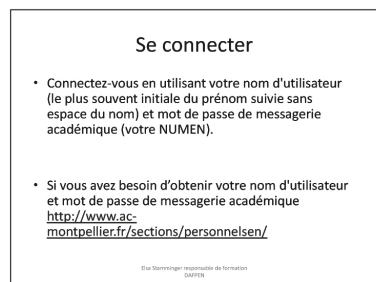 Se connecter
• Connectez-vous en utilisant votre nom d'utilisateur
(le plus souvent initiale du prénom suivie sans
espace du nom) et mot de passe de messagerie
académique (votre NUMEN).
• Si vous avez besoin d'obtenir votre nom d'utilisateur
et mot de passe de messagerie académique
http://www.ac-
montpellier.fr/sections/personnelsen/
Elsa Stamminger responsable de formation
DAFPEN